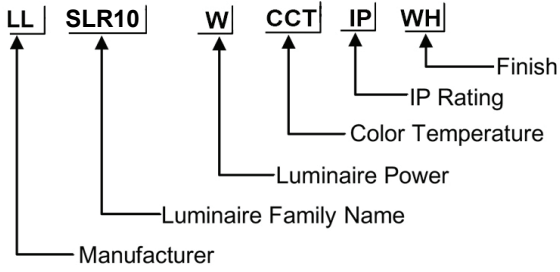 LL SLR10 W CCT IP WH
Finish
IP Rating
Color Temperature
Luminaire Power
Luminaire Family Name
Manufacturer